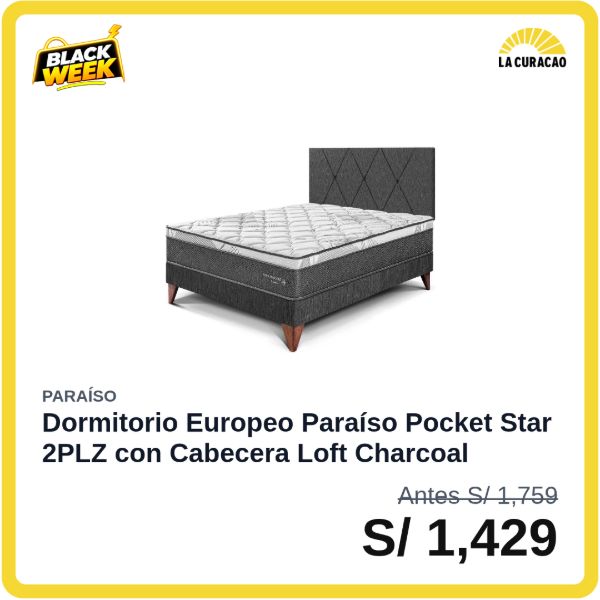 BLACK
WEEK
LA CURACAO
PARAÍSO
Dormitorio Europeo Paraíso Pocket Star
2PLZ con Cabecera Loft Charcoal
Antes S/ 1,759
S/ 1,429